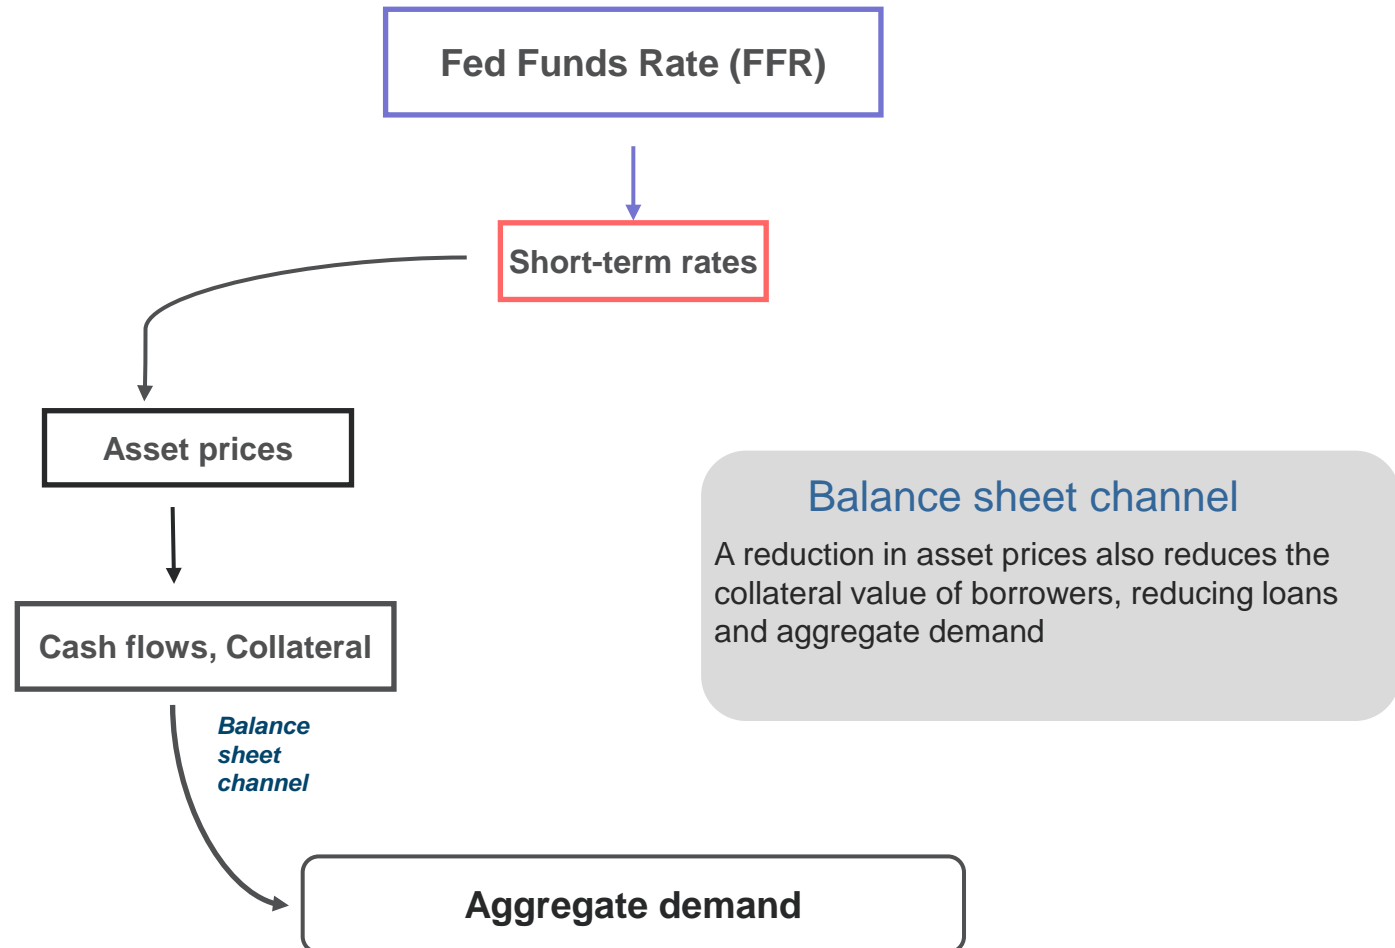 Fed Funds Rate (FFR)
Short-term rates
Asset prices
Cash flows, Collateral
Balance
sheet
channel
Aggregate demand
Balance sheet channel
A reduction in asset prices also reduces the
collateral value of borrowers, reducing loans
and aggregate demand